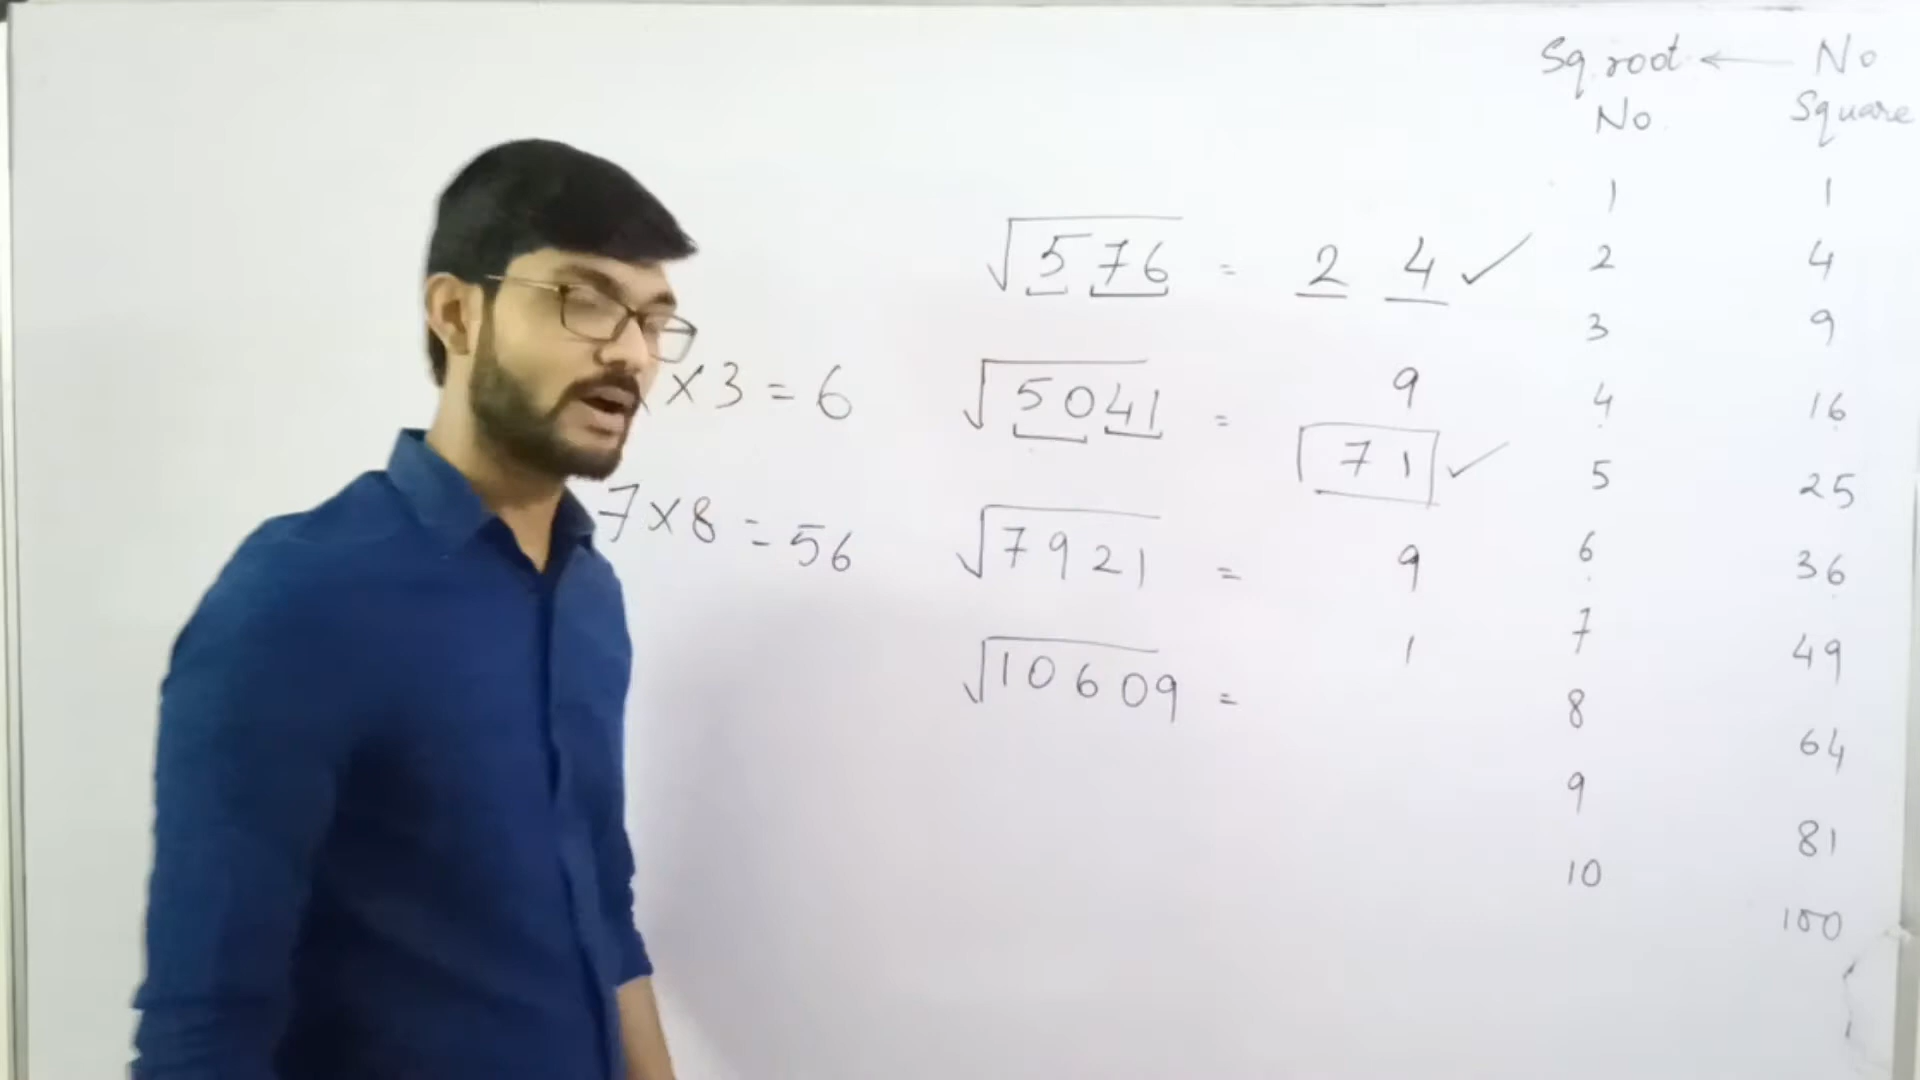 Sq. root ← No
No. Square
1 1
√576 = 2 4 ✓
2 4
3 9
× 3 = 6
√5041 = 9
71 ✓
4 16
5 25
7 × 8 = 56
√7921 = 9
1
6 36
7 49
√10609 =
8 64
9 81
10 100